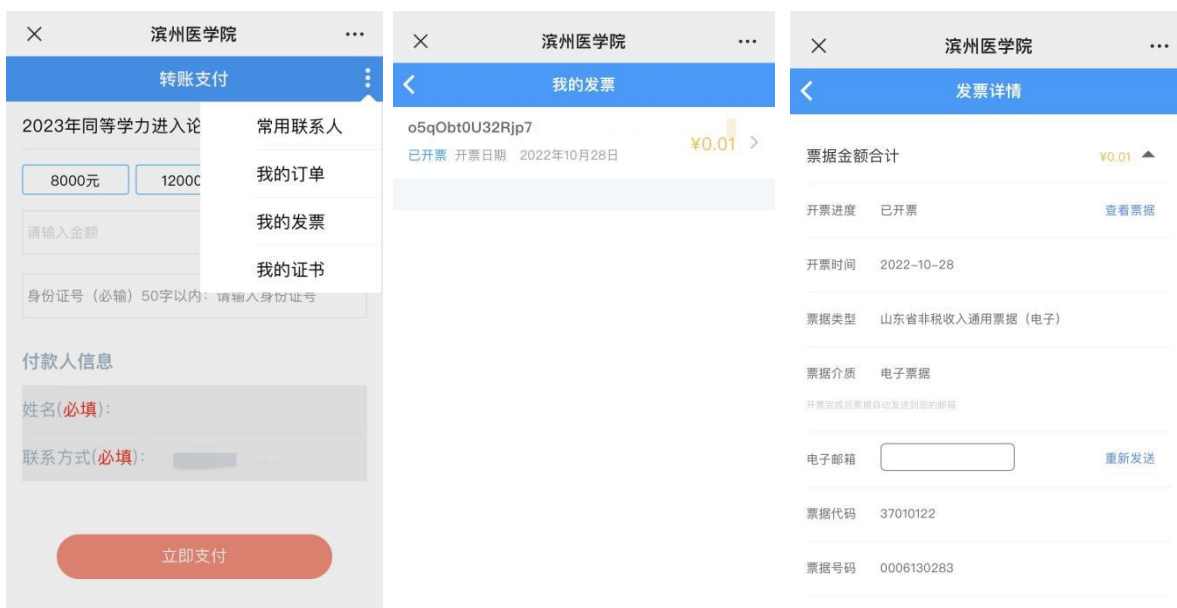 滨州医学院
转账支付
2023年同等学力进入论
常用联系人
8000元
12000
我的订单
请输入金额
我的发票
我的证书
身份证号（必输）50字以内：请输入身份证号
付款人信息
姓名(必填)：
联系方式(必填)：
立即支付
滨州医学院
我的发票
o5qObt0U32Rjp7
¥0.01
已开票 开票日期 2022年10月28日
滨州医学院
发票详情
票据金额合计 ¥0.01
开票进度 已开票 查看票据
开票时间 2022-10-28
票据类型 山东省非税收入通用票据（电子）
票据介质 电子票据
开票完成后票据自动发送到您的邮箱
电子邮箱 重新发送
票据代码 37010122
票据号码 0006130283